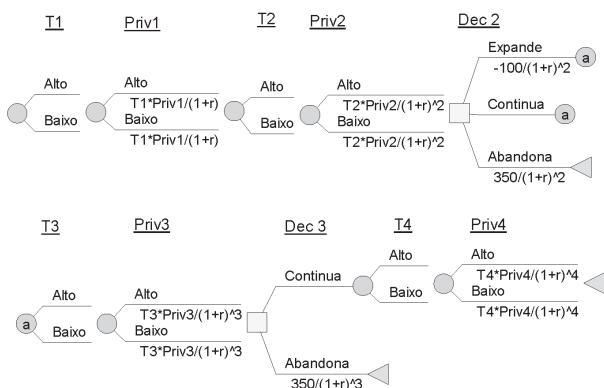 T1 Priv1 T2 Priv2 Dec 2
Expande
a
-100/(1+r)^2
Alto Alto Alto Alto
T1*Priv1/(1+r) T2*Priv2/(1+r)^2
Continua
a
Baixo Baixo Baixo Baixo
T1*Priv1/(1+r) T2*Priv2/(1+r)^2
Abandona
350/(1+r)^2
T3 Priv3 Dec 3 T4 Priv4
Alto Alto
Continua
Alto Alto
T4*Priv4/(1+r)^4
Baixo Baixo
T4*Priv4/(1+r)^4
a
T3*Priv3/(1+r)^3
Baixo Baixo
T3*Priv3/(1+r)^3
Abandona
350/(1+r)^3